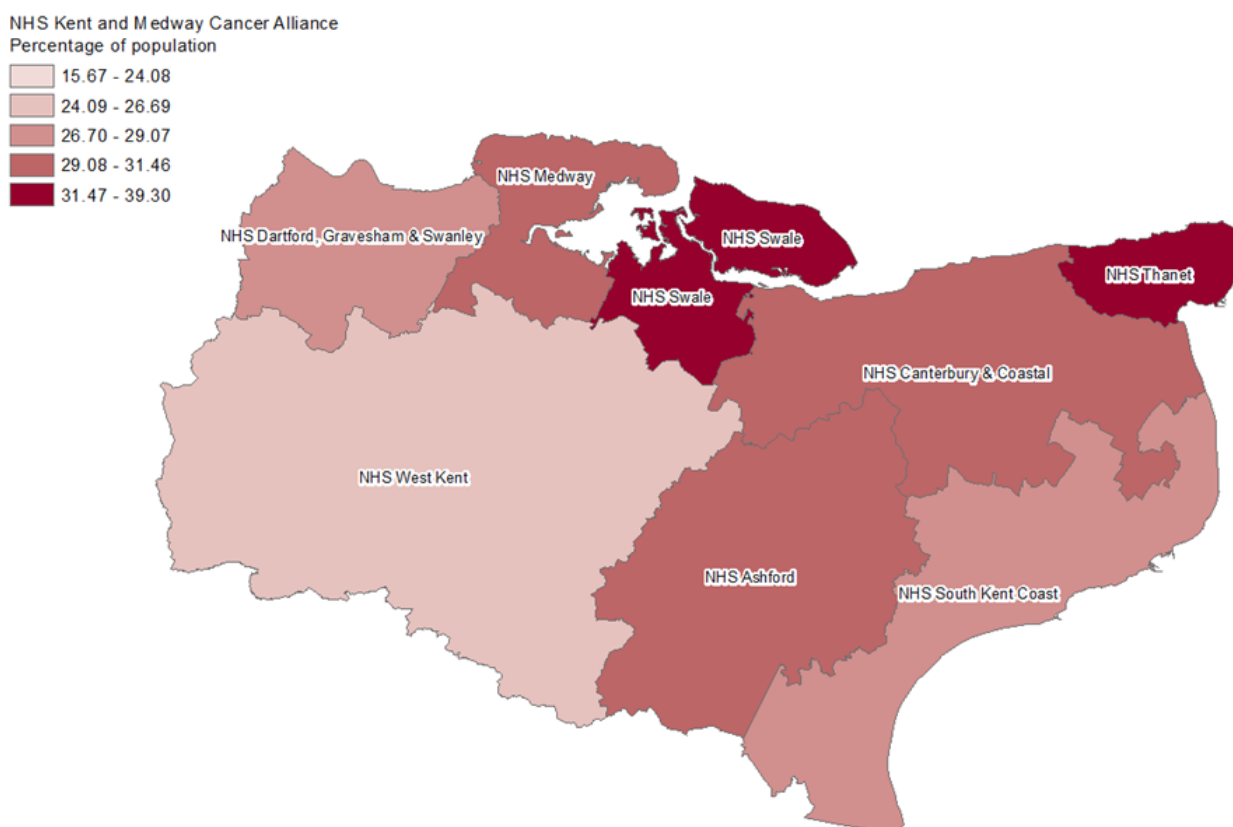 NHS Kent and Medway Cancer Alliance
Percentage of population
15.67 - 24.08
24.09 - 26.69
26.70 - 29.07
29.08 - 31.46
31.47 - 39.30
NHS Medway
NHS Dartford, Gravesham & Swanley
NHS Swale
NHS Thanet
NHS Swale
NHS Canterbury & Coastal
NHS West Kent
NHS Ashford
NHS South Kent Coast